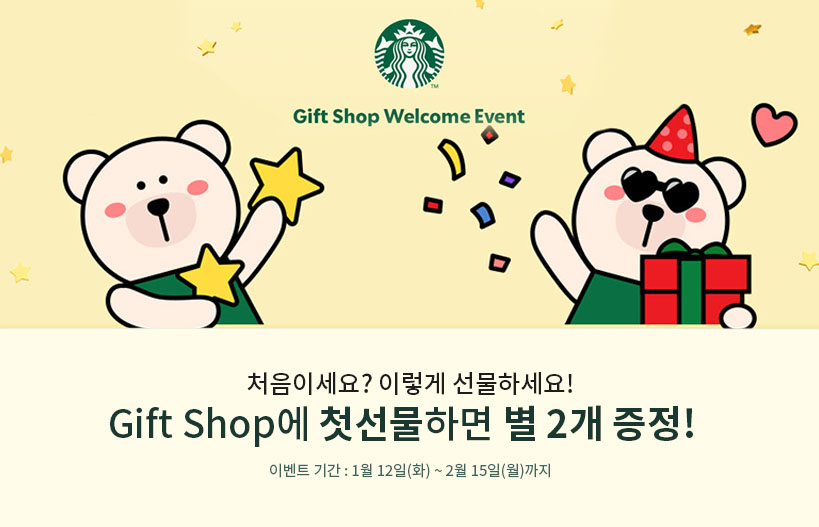 TM
Gift Shop Welcome Event
처음이세요? 이렇게 선물하세요!
Gift Shop에 첫선물하면 별 2개 증정!
이벤트 기간 : 1월 12일(화) ~ 2월 15일(월)까지